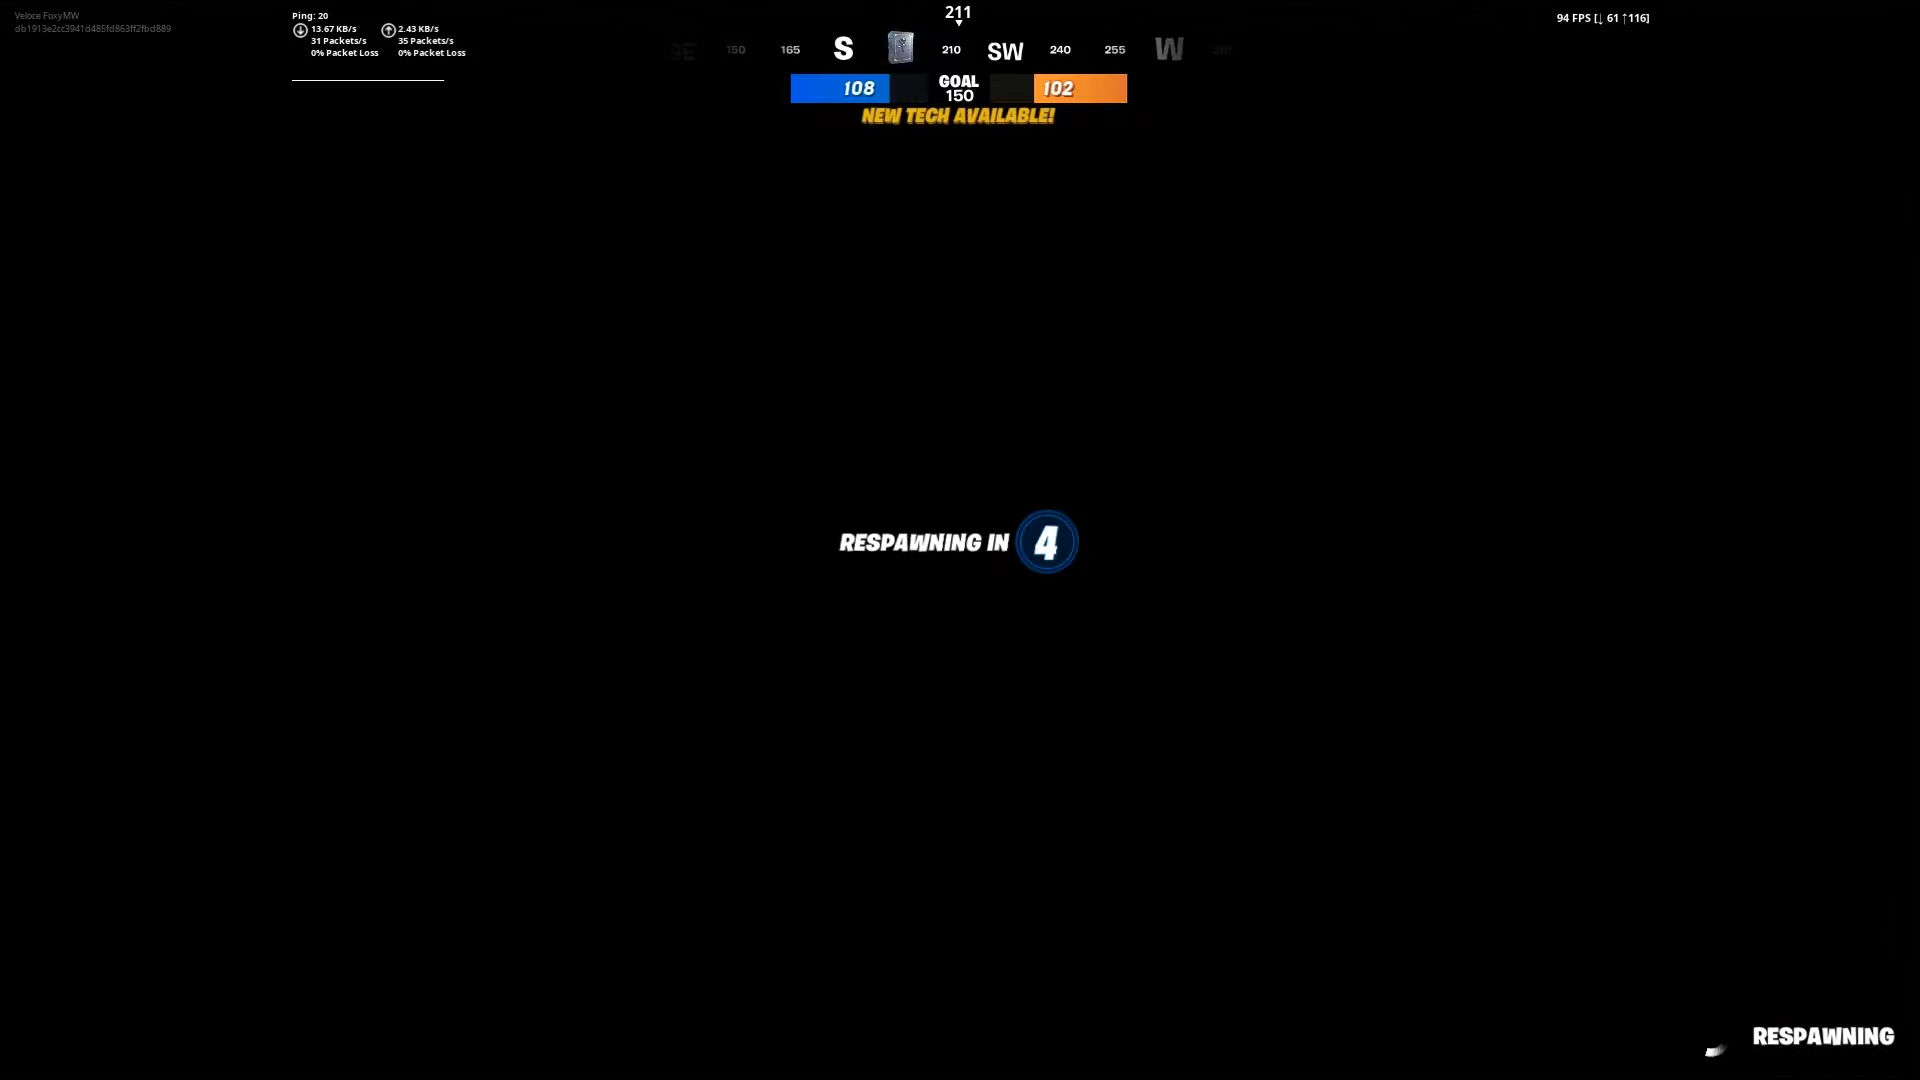 Veloce FoxyMW
db1913e2cc3941d485fd863ff2fbd889
Ping: 20
13.67 KB/s 2.43 KB/s
31 Packets/s 35 Packets/s
0% Packet Loss 0% Packet Loss
211
94 FPS [↓ 61 ↑116]
SE 150 165 S 210 SW 240 255 W
108 GOAL 150 102
NEW TECH AVAILABLE!
RESPAWNING IN 4
RESPAWNING